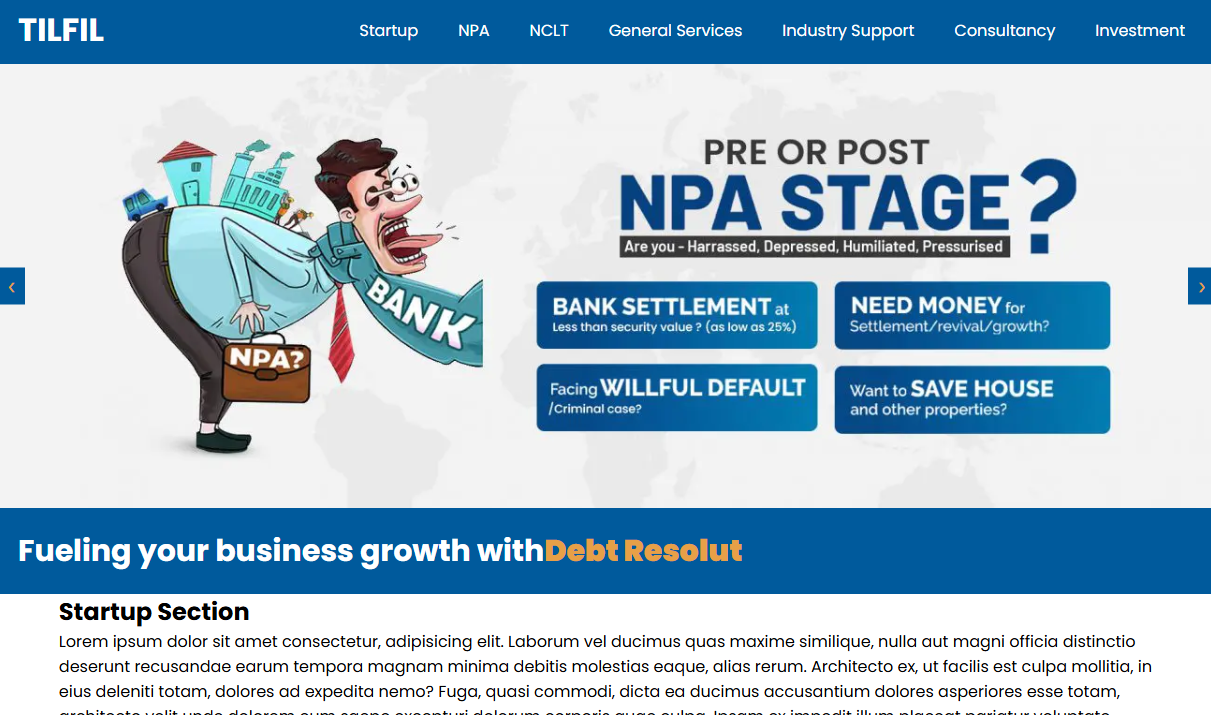 TILFIL
Startup NPA NCLT General Services Industry Support Consultancy Investment
PRE OR POST
NPA STAGE?
Are you - Harrassed, Depressed, Humiliated, Pressurised
BANK
NPA?
BANK SETTLEMENT at
Less than security value ? (as low as 25%)
NEED MONEY for
Settlement/revival/growth?
Facing WILLFUL DEFAULT
/Criminal case?
Want to SAVE HOUSE
and other properties?
Fueling your business growth withDebt Resolut
Startup Section
Lorem ipsum dolor sit amet consectetur, adipisicing elit. Laborum vel ducimus quas maxime similique, nulla aut magni officia distinctio
deserunt recusandae earum tempora magnam minima debitis molestias eaque, alias rerum. Architecto ex, ut facilis est culpa mollitia, in
eius deleniti totam, dolores ad expedita nemo? Fuga, quasi commodi, dicta ea ducimus accusantium dolores asperiores esse totam,